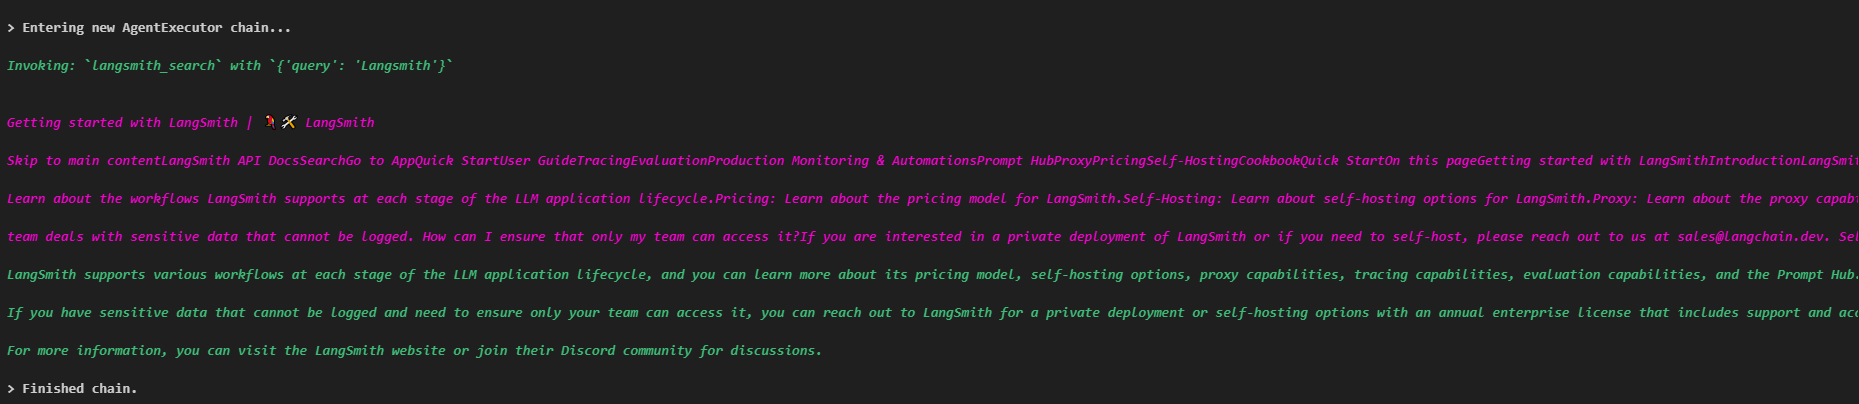 > Entering new AgentExecutor chain...
Invoking: `langsmith_search` with `{'query': 'Langsmith'}`
Getting started with LangSmith | 🦜🛠️ LangSmith
Skip to main contentLangSmith API DocsSearchGo to AppQuick StartUser GuideTracingEvaluationProduction Monitoring & AutomationsPrompt HubProxyPricingSelf-HostingCookbookQuick StartOn this pageGetting started with LangSmithIntroductionLangSmi
Learn about the workflows LangSmith supports at each stage of the LLM application lifecycle.Pricing: Learn about the pricing model for LangSmith.Self-Hosting: Learn about self-hosting options for LangSmith.Proxy: Learn about the proxy capabi
team deals with sensitive data that cannot be logged. How can I ensure that only my team can access it?If you are interested in a private deployment of LangSmith or if you need to self-host, please reach out to us at sales@langchain.dev. Sel
LangSmith supports various workflows at each stage of the LLM application lifecycle, and you can learn more about its pricing model, self-hosting options, proxy capabilities, tracing capabilities, evaluation capabilities, and the Prompt Hub.
If you have sensitive data that cannot be logged and need to ensure only your team can access it, you can reach out to LangSmith for a private deployment or self-hosting options with an annual enterprise license that includes support and acc
For more information, you can visit the LangSmith website or join their Discord community for discussions.
> Finished chain.